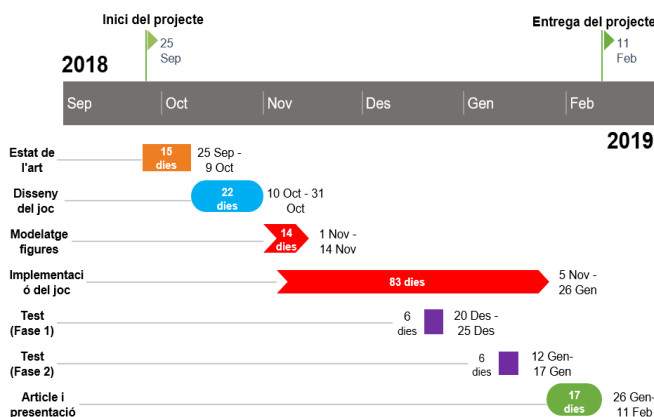 Inici del projecte
Entrega del projecte
25
Sep
11
Feb
2018
Sep
Oct
Nov
Des
Gen
Feb
2019
Estat de
l'art
15
dies
25 Sep -
9 Oct
Disseny
del joc
22
dies
10 Oct - 31
Oct
Modelatge
figures
14
dies
1 Nov -
14 Nov
Implementaci
ó del joc
83 dies
5 Nov -
26 Gen
Test
(Fase 1)
6
dies
20 Des -
25 Des
Test
(Fase 2)
6
dies
12 Gen-
17 Gen
Article i
presentació
17
dies
26 Gen-
11 Feb